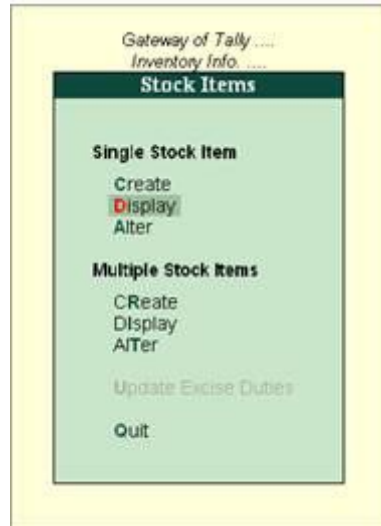 Gateway of Tally ....
Inventory Info. ....
Stock Items
Single Stock Item
Create
Display
Alter
Multiple Stock Items
CReate
DIsplay
AlTer
Update Excise Duties
Quit